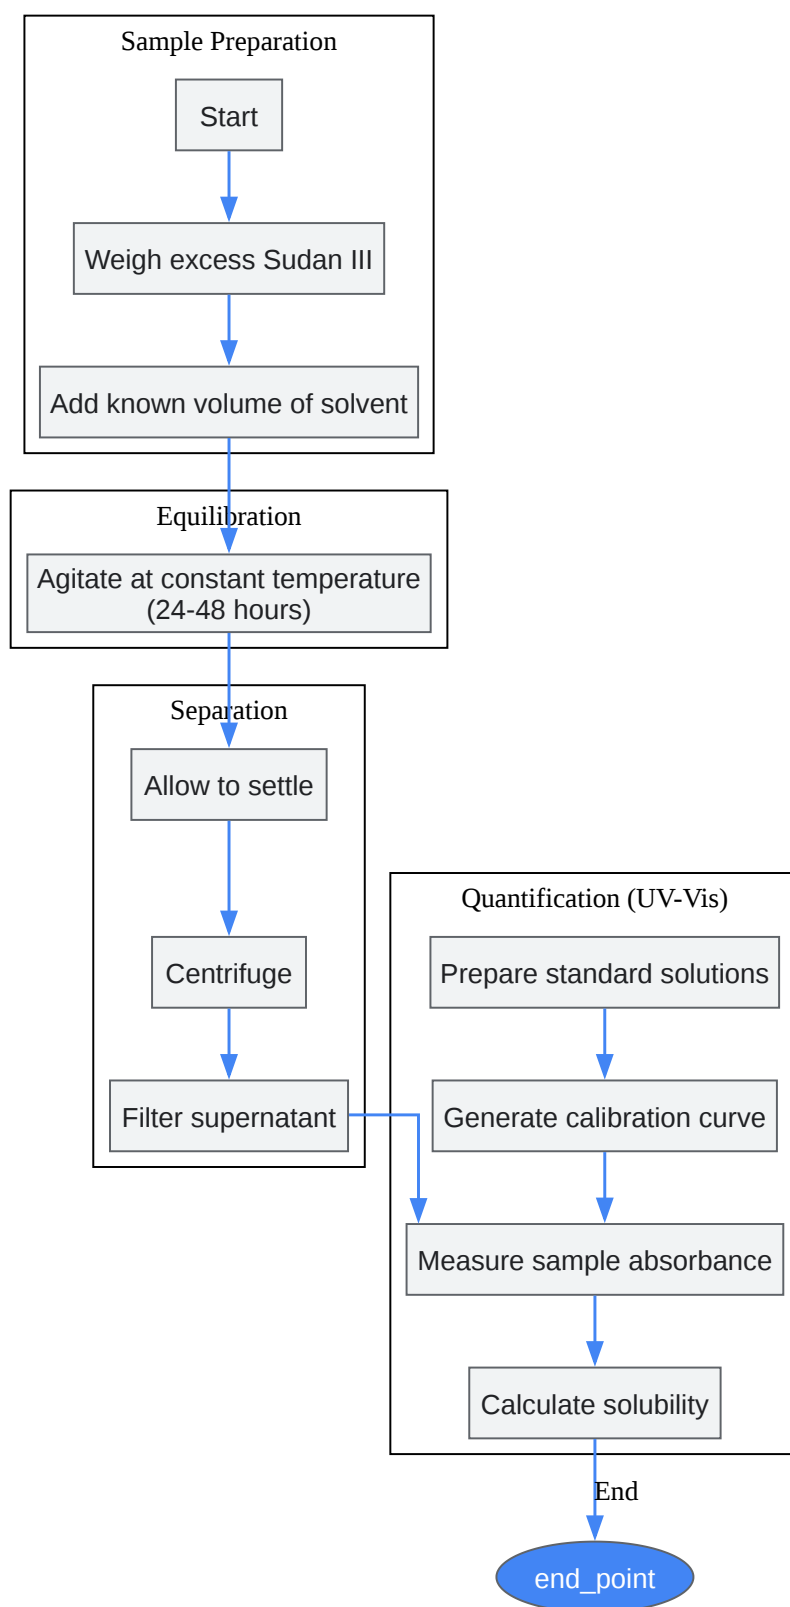 Sample Preparation
Start
Weigh excess Sudan III
Add known volume of solvent
Equilibration
Agitate at constant temperature
(24-48 hours)
Separation
Allow to settle
Centrifuge
Filter supernatant
Quantification (UV-Vis)
Prepare standard solutions
Generate calibration curve
Measure sample absorbance
Calculate solubility
End
end_point